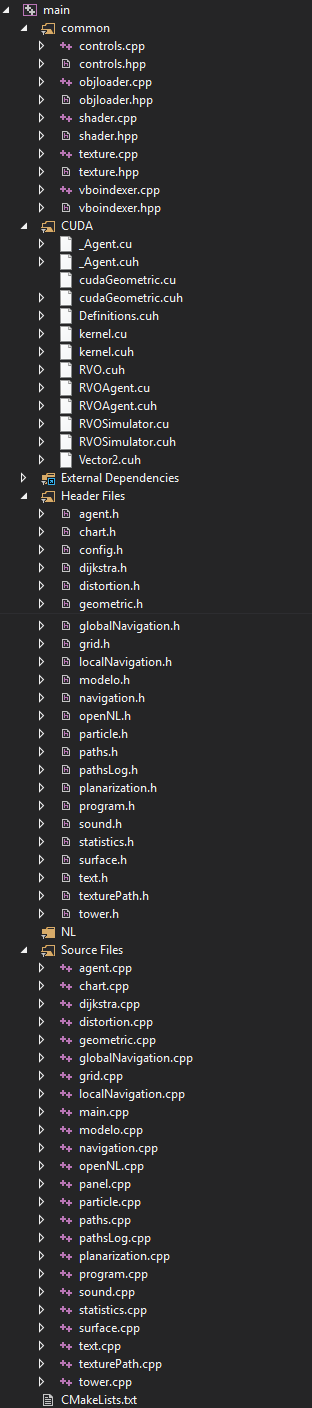 main
common
controls.cpp
controls.hpp
objloader.cpp
objloader.hpp
shader.cpp
shader.hpp
texture.cpp
texture.hpp
vboindexer.cpp
vboindexer.hpp
CUDA
_Agent.cu
_Agent.cuh
cudaGeometric.cu
cudaGeometric.cuh
Definitions.cuh
kernel.cu
kernel.cuh
RVO.cuh
RVOAgent.cu
RVOAgent.cuh
RVOSimulator.cu
RVOSimulator.cuh
Vector2.cuh
External Dependencies
Header Files
agent.h
chart.h
config.h
dijkstra.h
distortion.h
geometric.h
globalNavigation.h
grid.h
localNavigation.h
modelo.h
navigation.h
openNL.h
particle.h
paths.h
pathsLog.h
planarization.h
program.h
sound.h
statistics.h
surface.h
text.h
texturePath.h
tower.h
NL
Source Files
agent.cpp
chart.cpp
dijkstra.cpp
distortion.cpp
geometric.cpp
globalNavigation.cpp
grid.cpp
localNavigation.cpp
main.cpp
modelo.cpp
navigation.cpp
openNL.cpp
panel.cpp
particle.cpp
paths.cpp
pathsLog.cpp
planarization.cpp
program.cpp
sound.cpp
statistics.cpp
surface.cpp
text.cpp
texturePath.cpp
tower.cpp
CMakeLists.txt